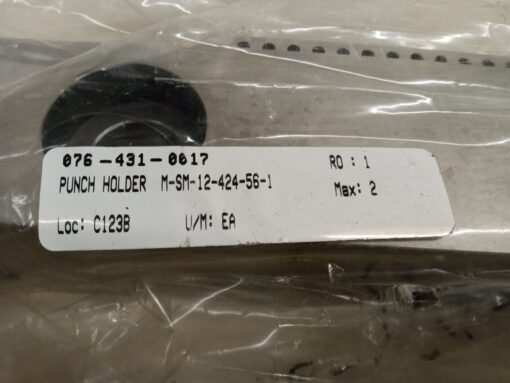 076-431-0017
RO : 1
PUNCH HOLDER M-SM-12-424-56-1
Max: 2
Loc: C123B U/M: EA